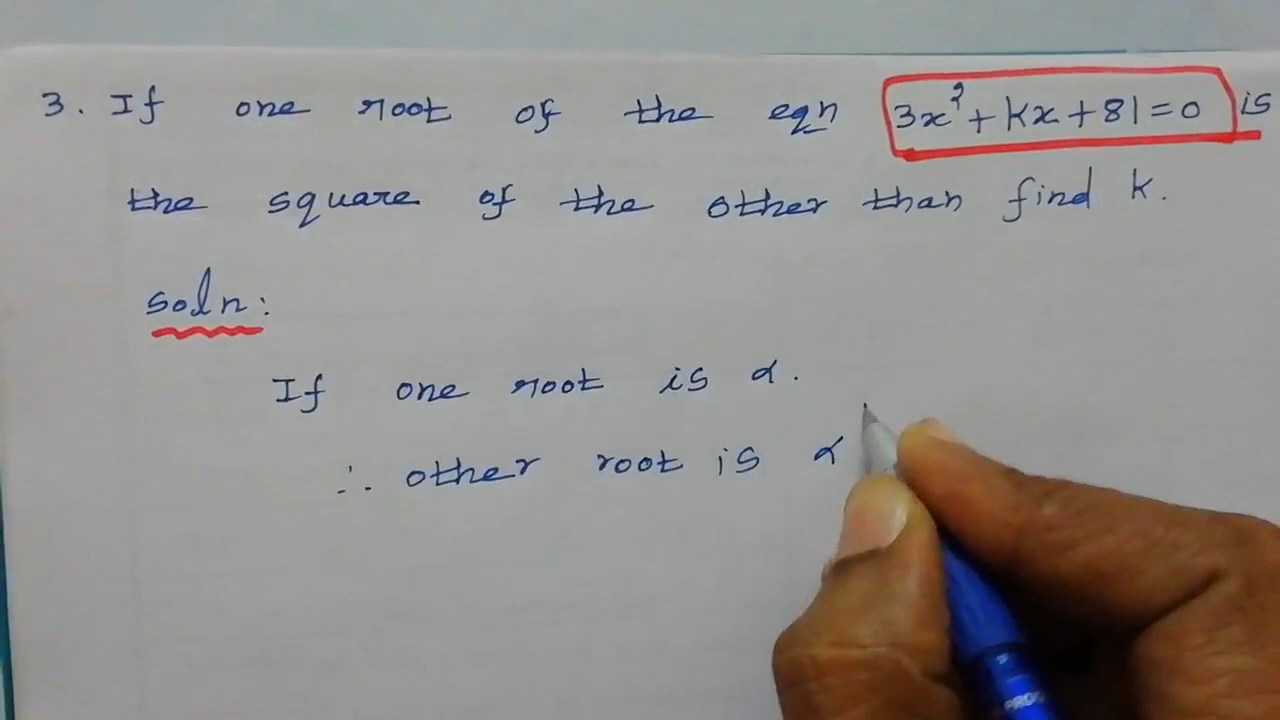 3. If one root of the eqn 3x² + kx + 81 = 0 is
the square of the other than find k.
soln:
If one root is α.
∴ other root is α